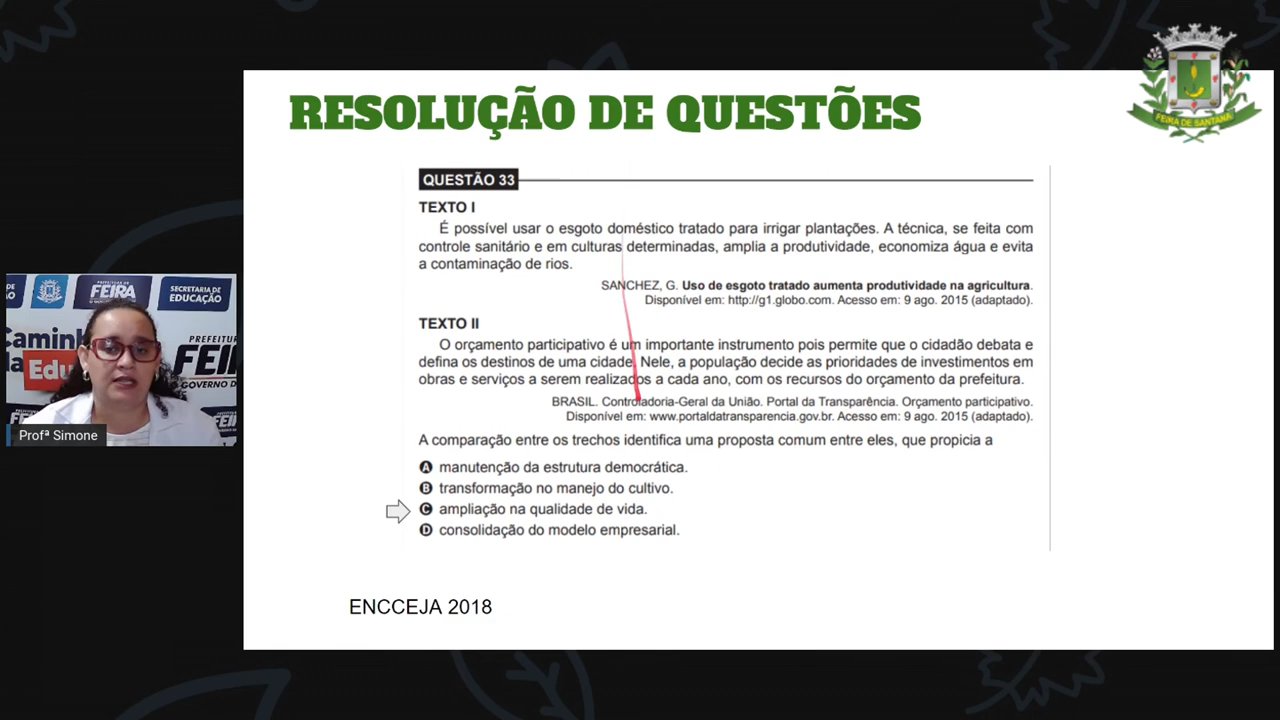 RESOLUÇÃO DE QUESTÕES
FEIRA DE SANTANA
QUESTÃO 33
TEXTO I
É possível usar o esgoto doméstico tratado para irrigar plantações. A técnica, se feita com
controle sanitário e em culturas determinadas, amplia a produtividade, economiza água e evita
a contaminação de rios.
SANCHEZ, G. Uso de esgoto tratado aumenta produtividade na agricultura.
Disponível em: http://g1.globo.com. Acesso em: 9 ago. 2015 (adaptado).
TEXTO II
O orçamento participativo é um importante instrumento pois permite que o cidadão debata e
defina os destinos de uma cidade. Nele, a população decide as prioridades de investimentos em
obras e serviços a serem realizados a cada ano, com os recursos do orçamento da prefeitura.
BRASIL. Controladoria-Geral da União. Portal da Transparência. Orçamento participativo.
Disponível em: www.portaldatransparencia.gov.br. Acesso em: 9 ago. 2015 (adaptado).
A comparação entre os trechos identifica uma proposta comum entre eles, que propicia a
A manutenção da estrutura democrática.
B transformação no manejo do cultivo.
C ampliação na qualidade de vida.
D consolidação do modelo empresarial.
ENCCEJA 2018
FEIRA
SECRETARIA DE
EDUCAÇÃO
Caminh
da
Edu
PREFEITUR
FE
GOVERNO D
Profª Simone